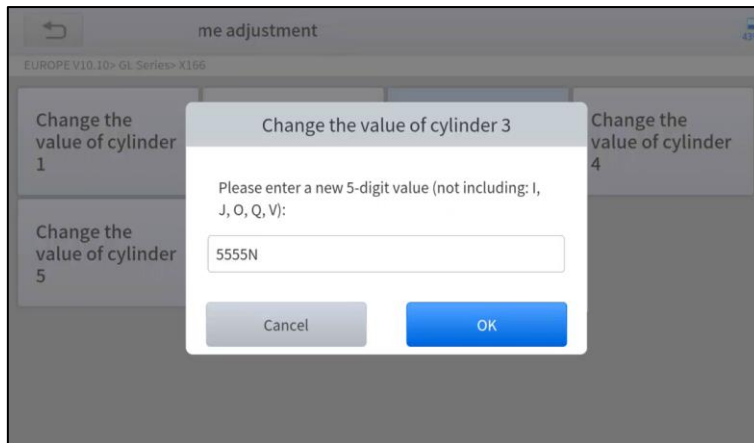 me adjustment
43
EUROPE V10.10> GL Series> X166
Change the
value of cylinder
1
Change the
value of cylinder
4
Change the
value of cylinder
5
Change the value of cylinder 3
Please enter a new 5-digit value (not including: I,
J, O, Q, V):
5555N
Cancel
OK